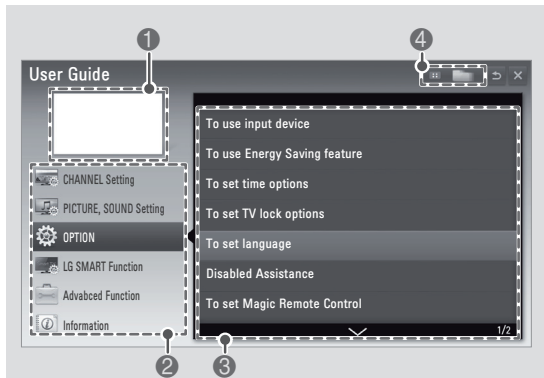 1
4
User Guide
To use input device
To use Energy Saving feature
CHANNEL Setting
To set time options
PICTURE, SOUND Setting
To set TV lock options
OPTION
To set language
LG SMART Function
Disabled Assistance
Advabced Function
To set Magic Remote Control
Information
1/2
2
3